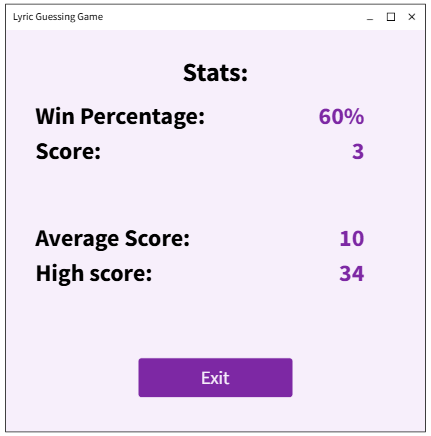 Lyric Guessing Game
Stats:
Win Percentage: 60%
Score: 3
Average Score: 10
High score: 34
Exit